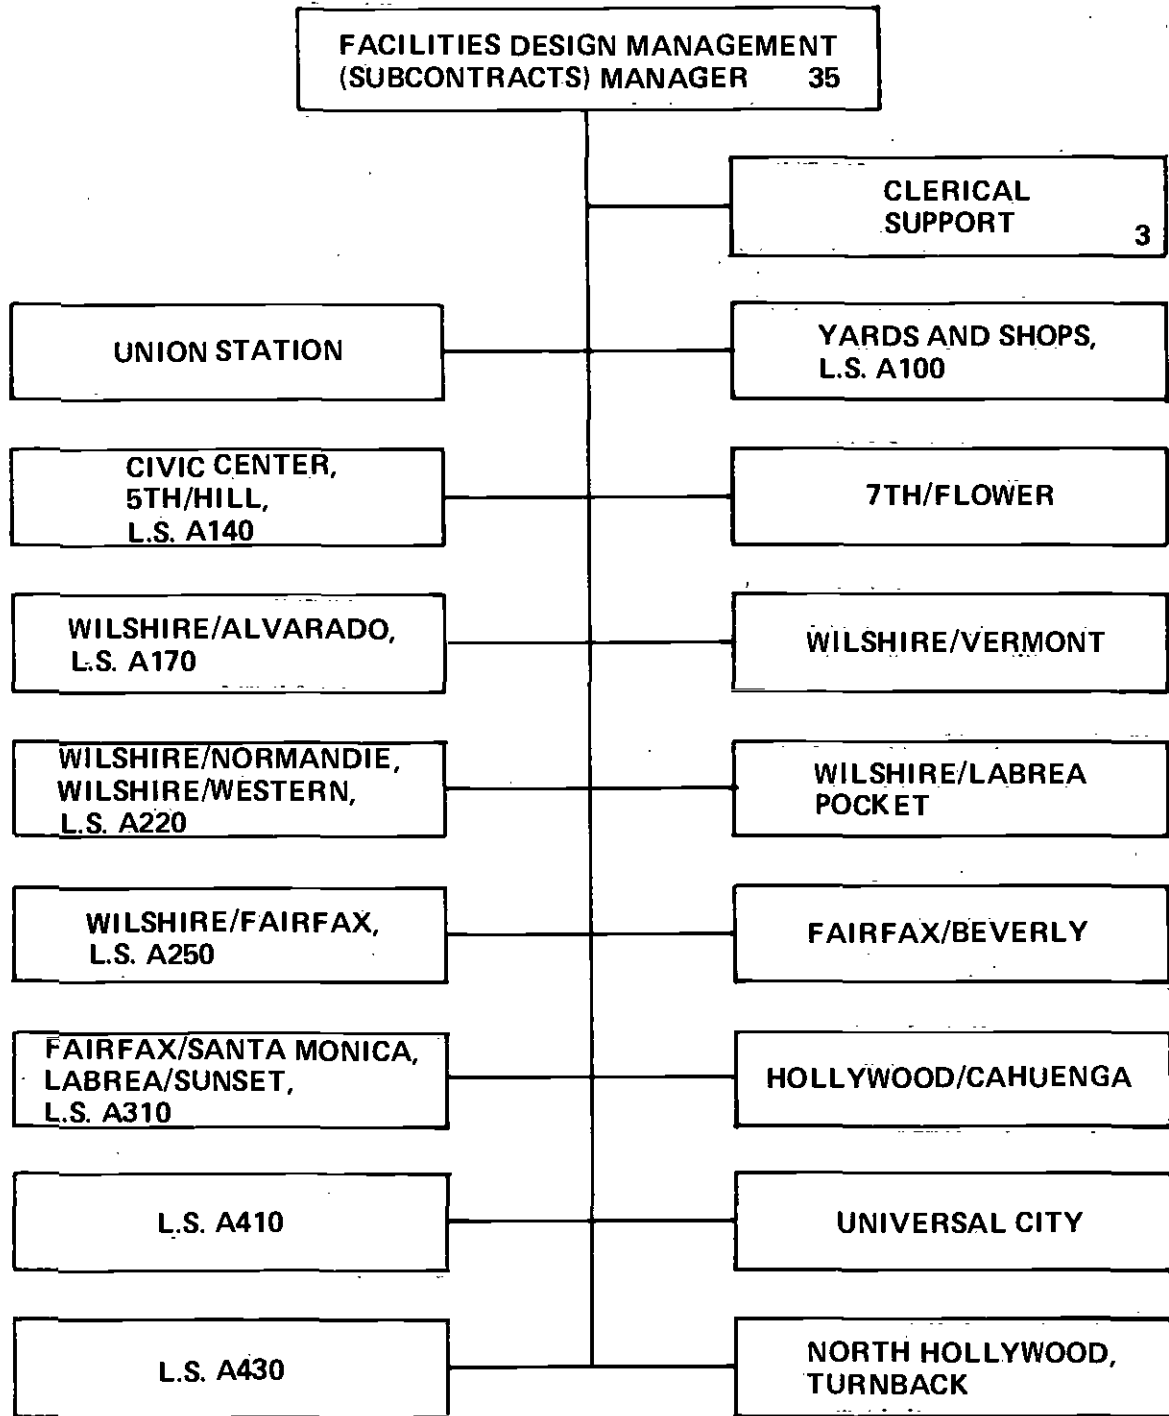 FACILITIES DESIGN MANAGEMENT
(SUBCONTRACTS) MANAGER 35
CLERICAL
SUPPORT 3
UNION STATION
YARDS AND SHOPS,
L.S. A100
CIVIC CENTER,
5TH/HILL,
L.S. A140
7TH/FLOWER
WILSHIRE/ALVARADO,
L.S. A170
WILSHIRE/VERMONT
WILSHIRE/NORMANDIE,
WILSHIRE/WESTERN,
L.S. A220
WILSHIRE/LABREA
POCKET
WILSHIRE/FAIRFAX,
L.S. A250
FAIRFAX/BEVERLY
FAIRFAX/SANTA MONICA,
LABREA/SUNSET,
L.S. A310
HOLLYWOOD/CAHUENGA
L.S. A410
UNIVERSAL CITY
L.S. A430
NORTH HOLLYWOOD,
TURNBACK